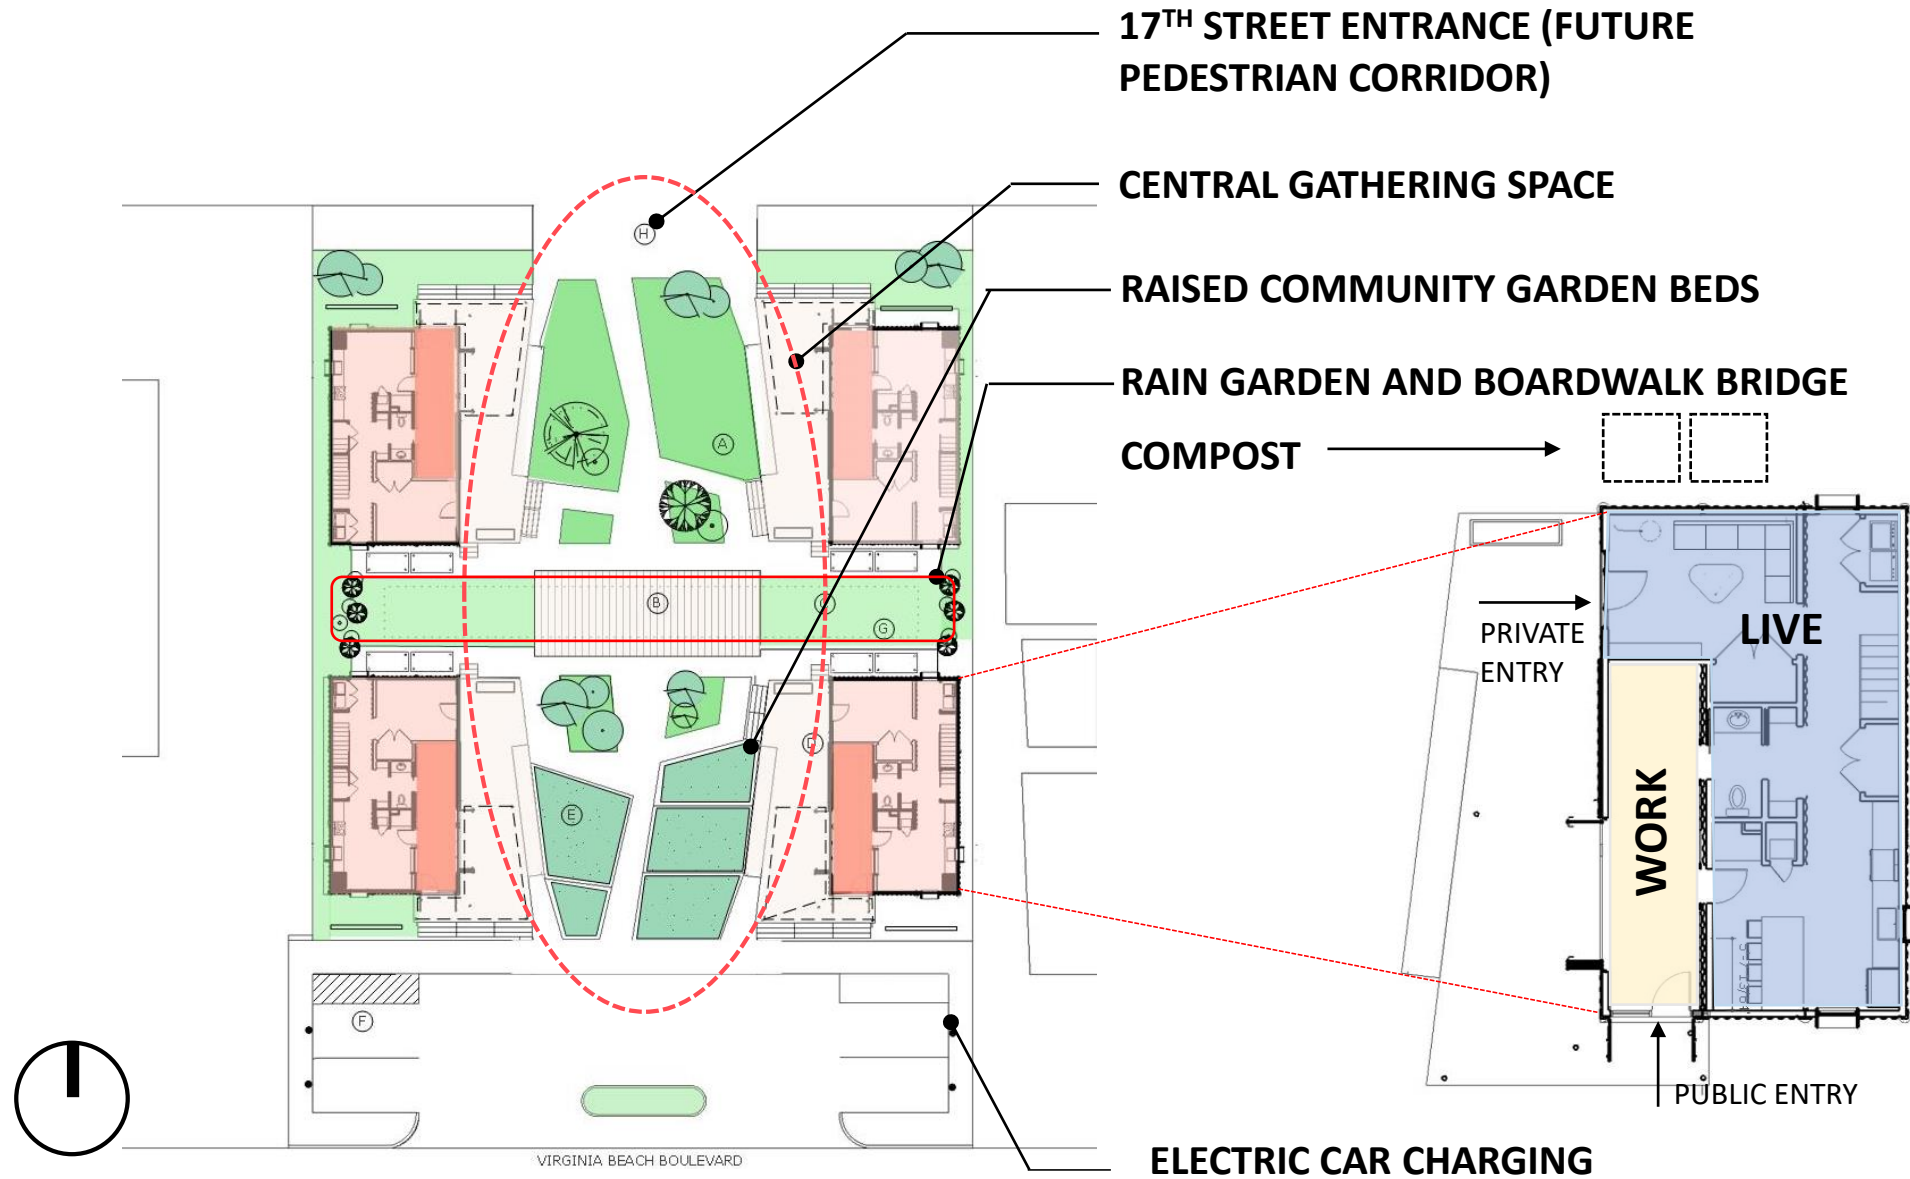 17TH STREET ENTRANCE (FUTURE
PEDESTRIAN CORRIDOR)
CENTRAL GATHERING SPACE
RAISED COMMUNITY GARDEN BEDS
RAIN GARDEN AND BOARDWALK BRIDGE
COMPOST
H
A
B
C
G
D
E
F
VIRGINIA BEACH BOULEVARD
PRIVATE
ENTRY
LIVE
WORK
PUBLIC ENTRY
ELECTRIC CAR CHARGING